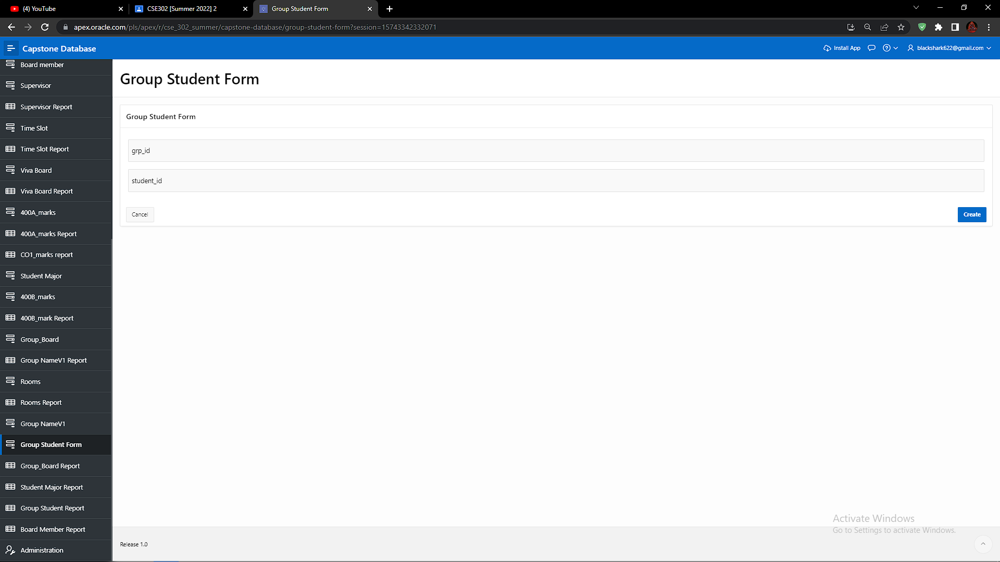 (4) YouTube
CSE302 [Summer 2022] 2
Group Student Form
apex.oracle.com/pls/apex/r/cse_302_summer/capstone-database/group-student-form?session=15743342332071
Capstone Database
Install App
blackshark622@gmail.com
Board member
Supervisor
Supervisor Report
Time Slot
Time Slot Report
Viva Board
Viva Board Report
400A_marks
400A_marks Report
CO1_marks report
Student Major
400B_marks
400B_mark Report
Group_Board
Group NameV1 Report
Rooms
Rooms Report
Group NameV1
Group Student Form
Group_Board Report
Student Major Report
Group Student Report
Board Member Report
Administration
Group Student Form
Group Student Form
grp_id
student_id
Cancel
Create
Activate Windows
Go to Settings to activate Windows.
Release 1.0